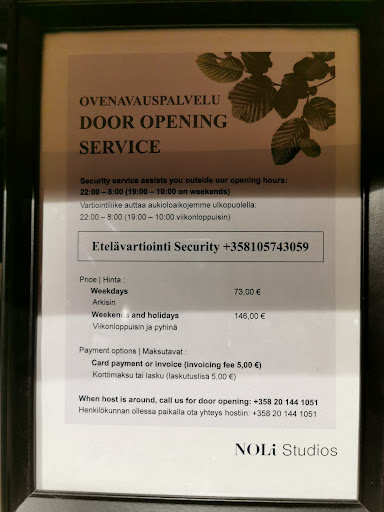 OVENAVAUSPALVELU
DOOR OPENING
SERVICE
Security service assists you outside our opening hours:
22:00 – 8:00 (19:00 – 10:00 on weekends)
Vartiointiliike auttaa aukioloaikojemme ulkopuolella:
22:00 – 8:00 (19:00 – 10:00 viikonloppuisin)
Etelävartiointi Security +358105743059
Price | Hinta :
Weekdays 73,00 €
Arkisin
Weekends and holidays 146,00 €
Viikonloppuisin ja pyhinä
Payment options | Maksutavat :
Card payment or invoice (invoicing fee 5,00 €)
Korttimaksu tai lasku (laskutuslisä 5,00 €)
When host is around, call us for door opening: +358 20 144 1051
Henkilökunnan ollessa paikalla ota yhteys hostiin: +358 20 144 1051
NOLi Studios